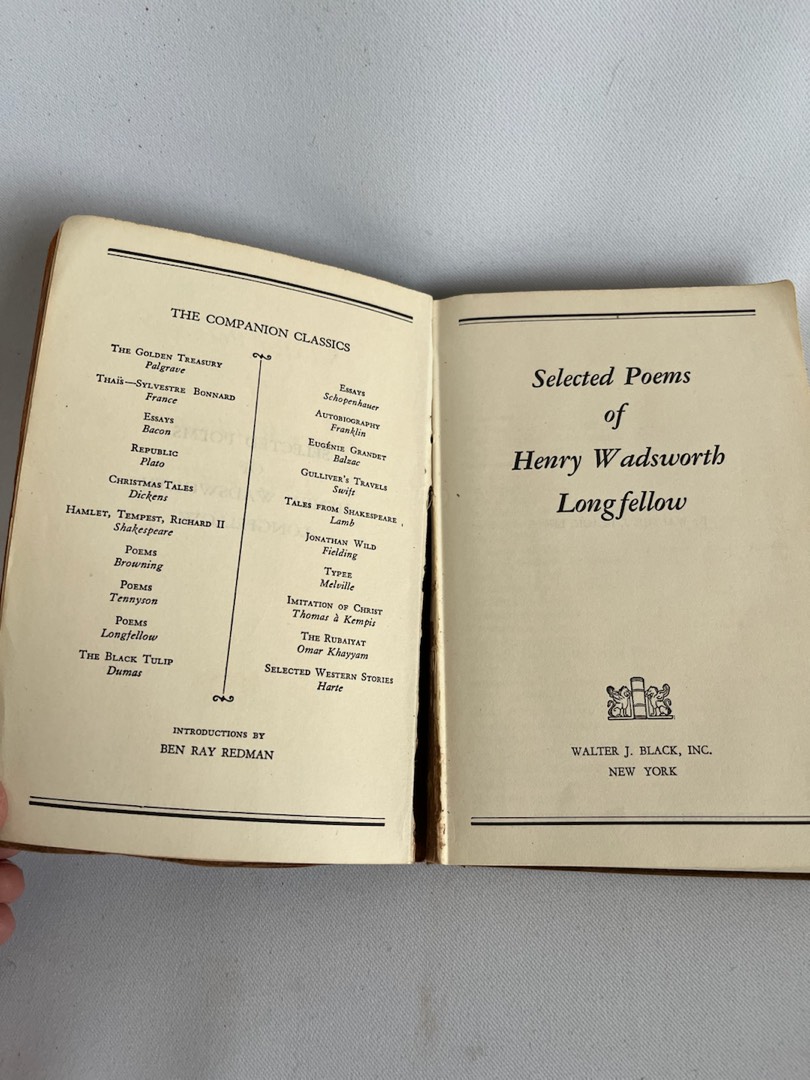 THE COMPANION CLASSICS
THE GOLDEN TREASURY
Palgrave
THAÏS—SYLVESTRE BONNARD
France
ESSAYS
Bacon
REPUBLIC
Plato
CHRISTMAS TALES
Dickens
HAMLET, TEMPEST, RICHARD II
Shakespeare
POEMS
Browning
POEMS
Tennyson
POEMS
Longfellow
THE BLACK TULIP
Dumas
ESSAYS
Schopenhauer
AUTOBIOGRAPHY
Franklin
EUGÉNIE GRANDET
Balzac
GULLIVER'S TRAVELS
Swift
TALES FROM SHAKESPEARE
Lamb
JONATHAN WILD
Fielding
TYPEE
Melville
IMITATION OF CHRIST
Thomas à Kempis
THE RUBAIYAT
Omar Khayyam
SELECTED WESTERN STORIES
Harte
INTRODUCTIONS BY
BEN RAY REDMAN
Selected Poems
of
Henry Wadsworth
Longfellow
WALTER J. BLACK, INC.
NEW YORK